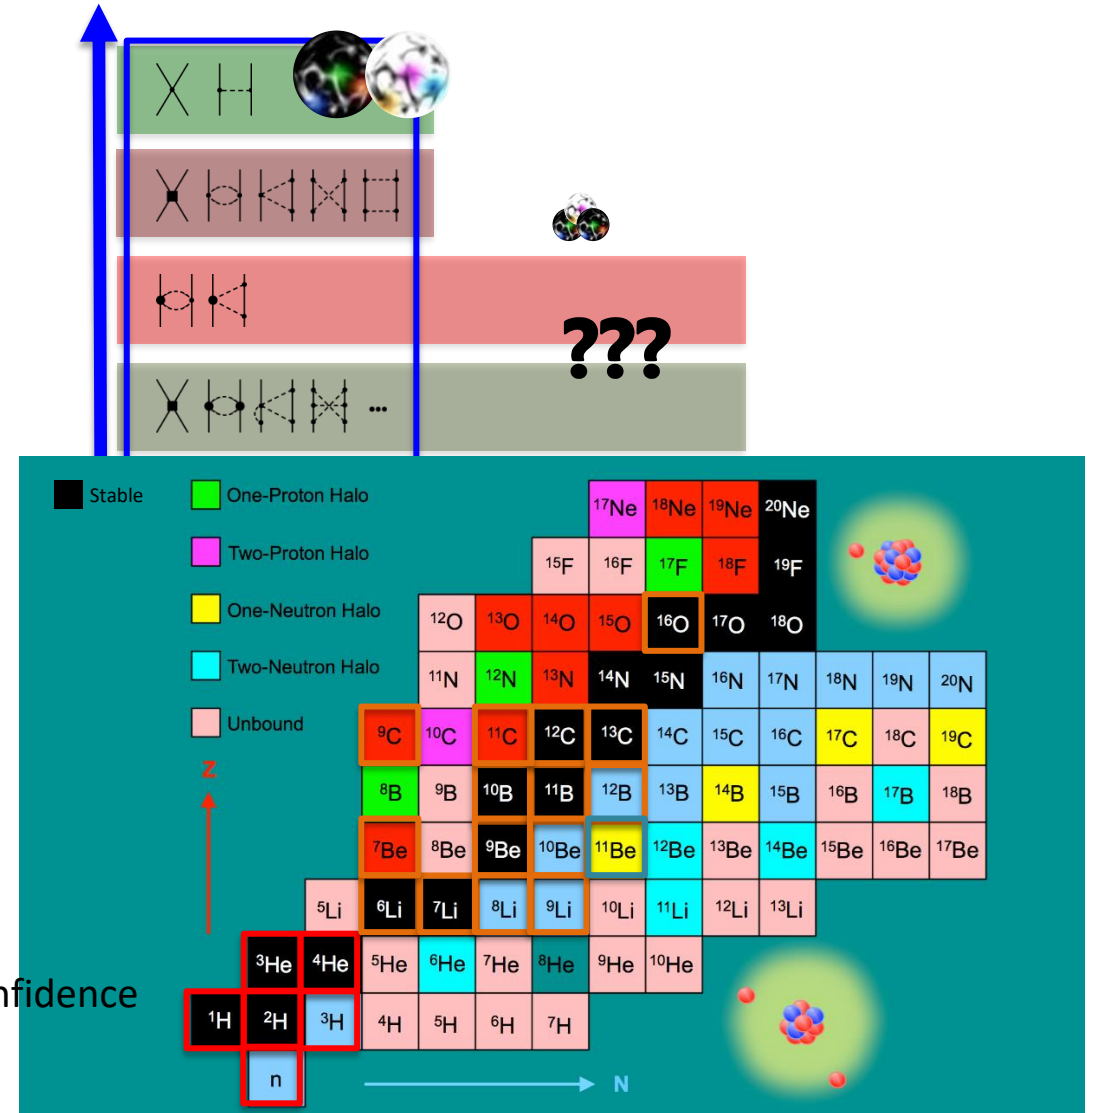 ???
...
Stable
One-Proton Halo
Two-Proton Halo
One-Neutron Halo
Two-Neutron Halo
Unbound
¹⁷Ne ¹⁸Ne ¹⁹Ne ²⁰Ne
¹⁵F ¹⁶F ¹⁷F ¹⁸F ¹⁹F
¹²O ¹³O ¹⁴O ¹⁵O ¹⁶O ¹⁷O ¹⁸O
¹¹N ¹²N ¹³N ¹⁴N ¹⁵N ¹⁶N ¹⁷N ¹⁸N ¹⁹N ²⁰N
⁹C ¹⁰C ¹¹C ¹²C ¹³C ¹⁴C ¹⁵C ¹⁶C ¹⁷C ¹⁸C ¹⁹C
Z
⁸B ⁹B ¹⁰B ¹¹B ¹²B ¹³B ¹⁴B ¹⁵B ¹⁶B ¹⁷B ¹⁸B
⁷Be ⁸Be ⁹Be ¹⁰Be ¹¹Be ¹²Be ¹³Be ¹⁴Be ¹⁵Be ¹⁶Be ¹⁷Be
⁵Li ⁶Li ⁷Li ⁸Li ⁹Li ¹⁰Li ¹¹Li ¹²Li ¹³Li
³He ⁴He ⁵He ⁶He ⁷He ⁸He ⁹He ¹⁰He
nfidence
¹H ²H ³H ⁴H ⁵H ⁶H ⁷H
n
N